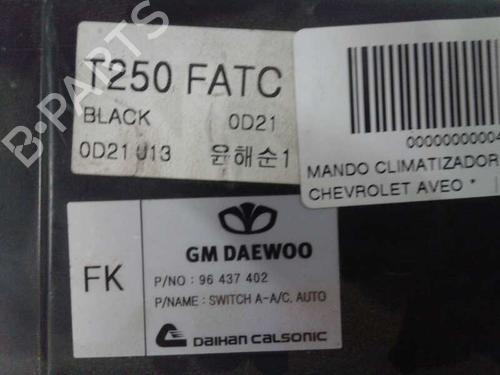 T250 FATC
BLACK 0D21
0D21 U13 윤해순1
00000000004
MANDO CLIMATIZADOR
CHEVROLET AVEO *
FK
GM DAEWOO
P/NO : 96 437 402
P/NAME : SWITCH A-A/C, AUTO
DAIHAN CALSONIC
B-PARTS